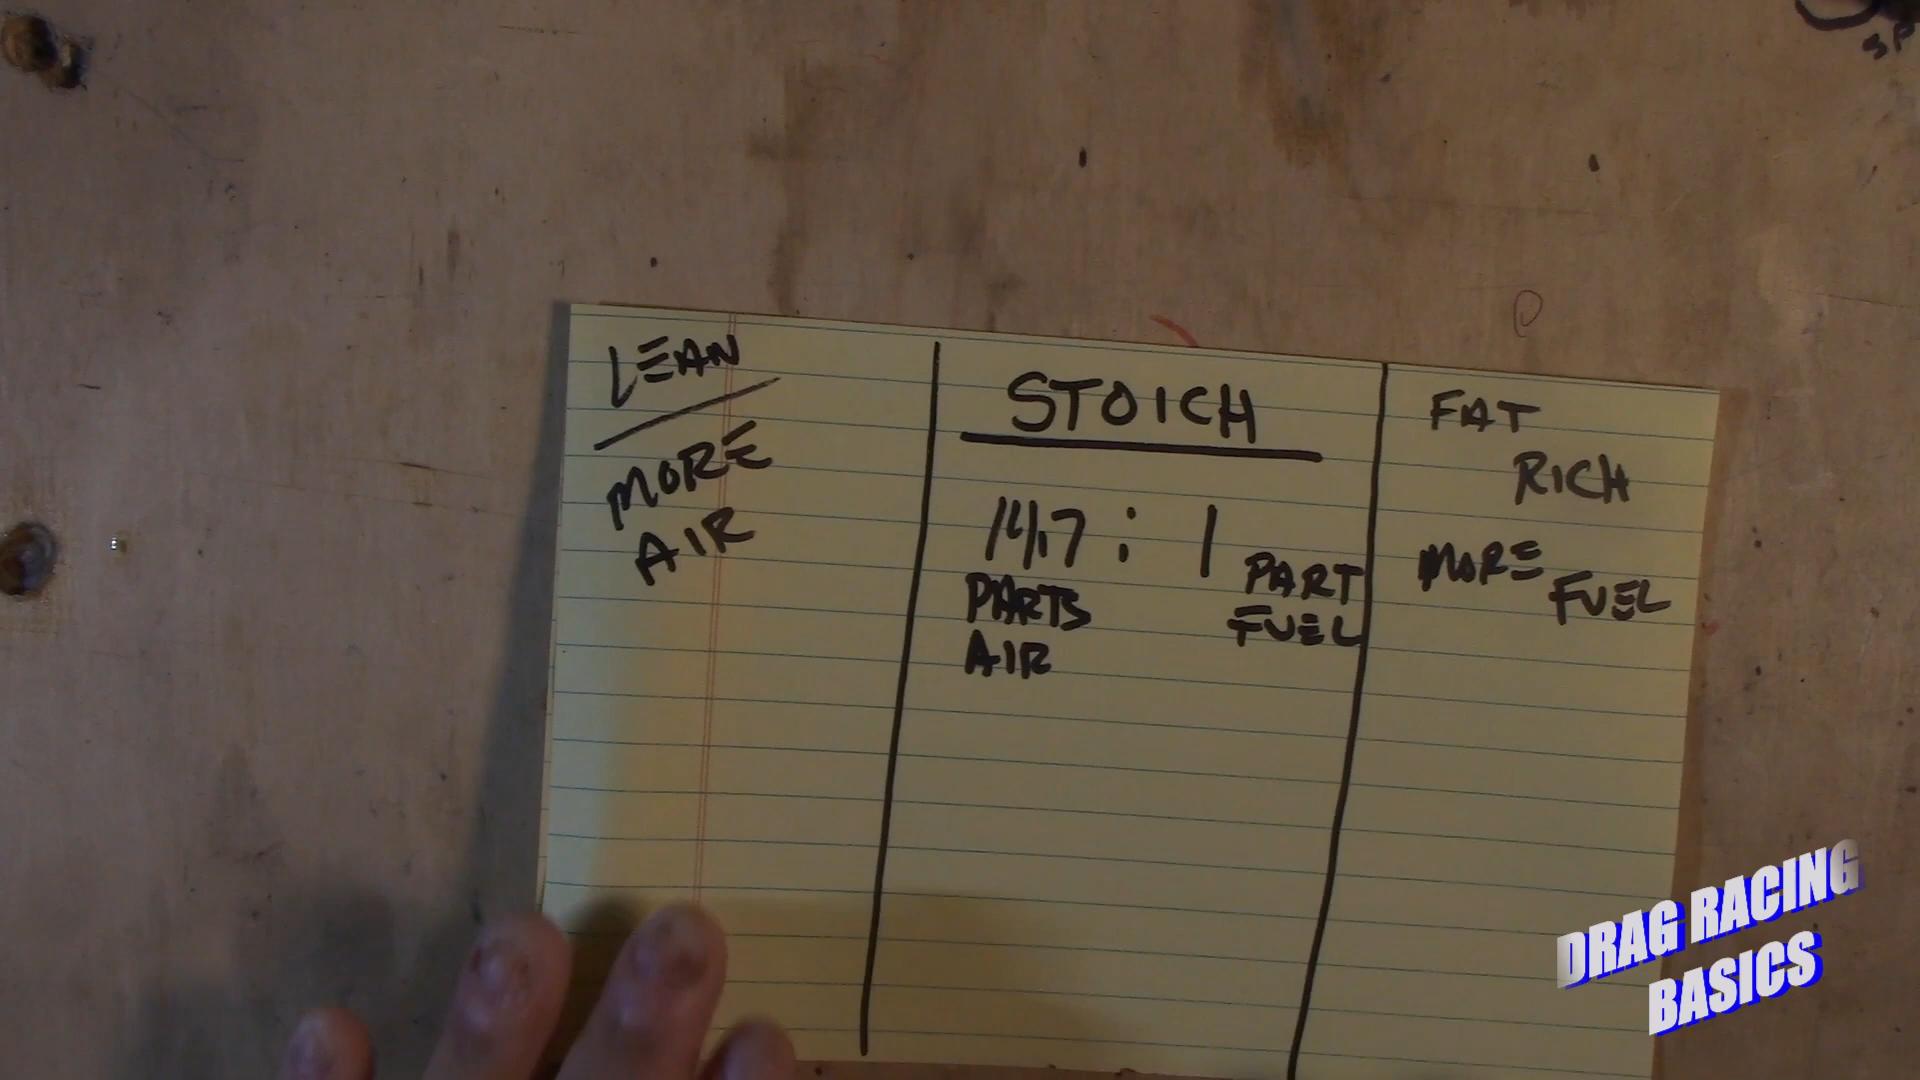 LEAN
MORE
AIR
STOICH
14.7 : 1
PARTS
AIR
PART
FUEL
FAT
RICH
MORE
FUEL
DRAG RACING
BASICS